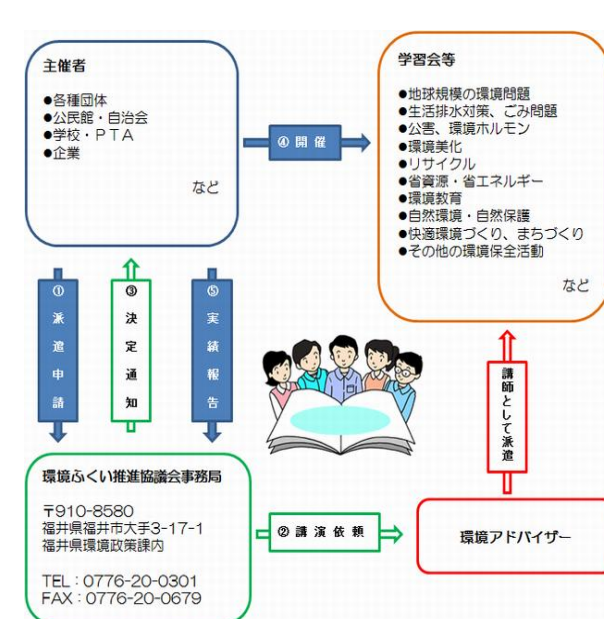 主催者
●各種団体
●公民館・自治会
●学校・PTA
●企業
など
④開催
学習会等
●地球規模の環境問題
●生活排水対策、ごみ問題
●公害、環境ホルモン
●環境美化
●リサイクル
●省資源・省エネルギー
●環境教育
●自然環境・自然保護
●快適環境づくり、まちづくり
●その他の環境保全活動
など
①派遣申請
③決定通知
⑤実績報告
講師として派遣
環境ふくい推進協議会事務局
〒910-8580
福井県福井市大手3-17-1
福井県環境政策課内
TEL：0776-20-0301
FAX：0776-20-0679
②講演依頼
環境アドバイザー